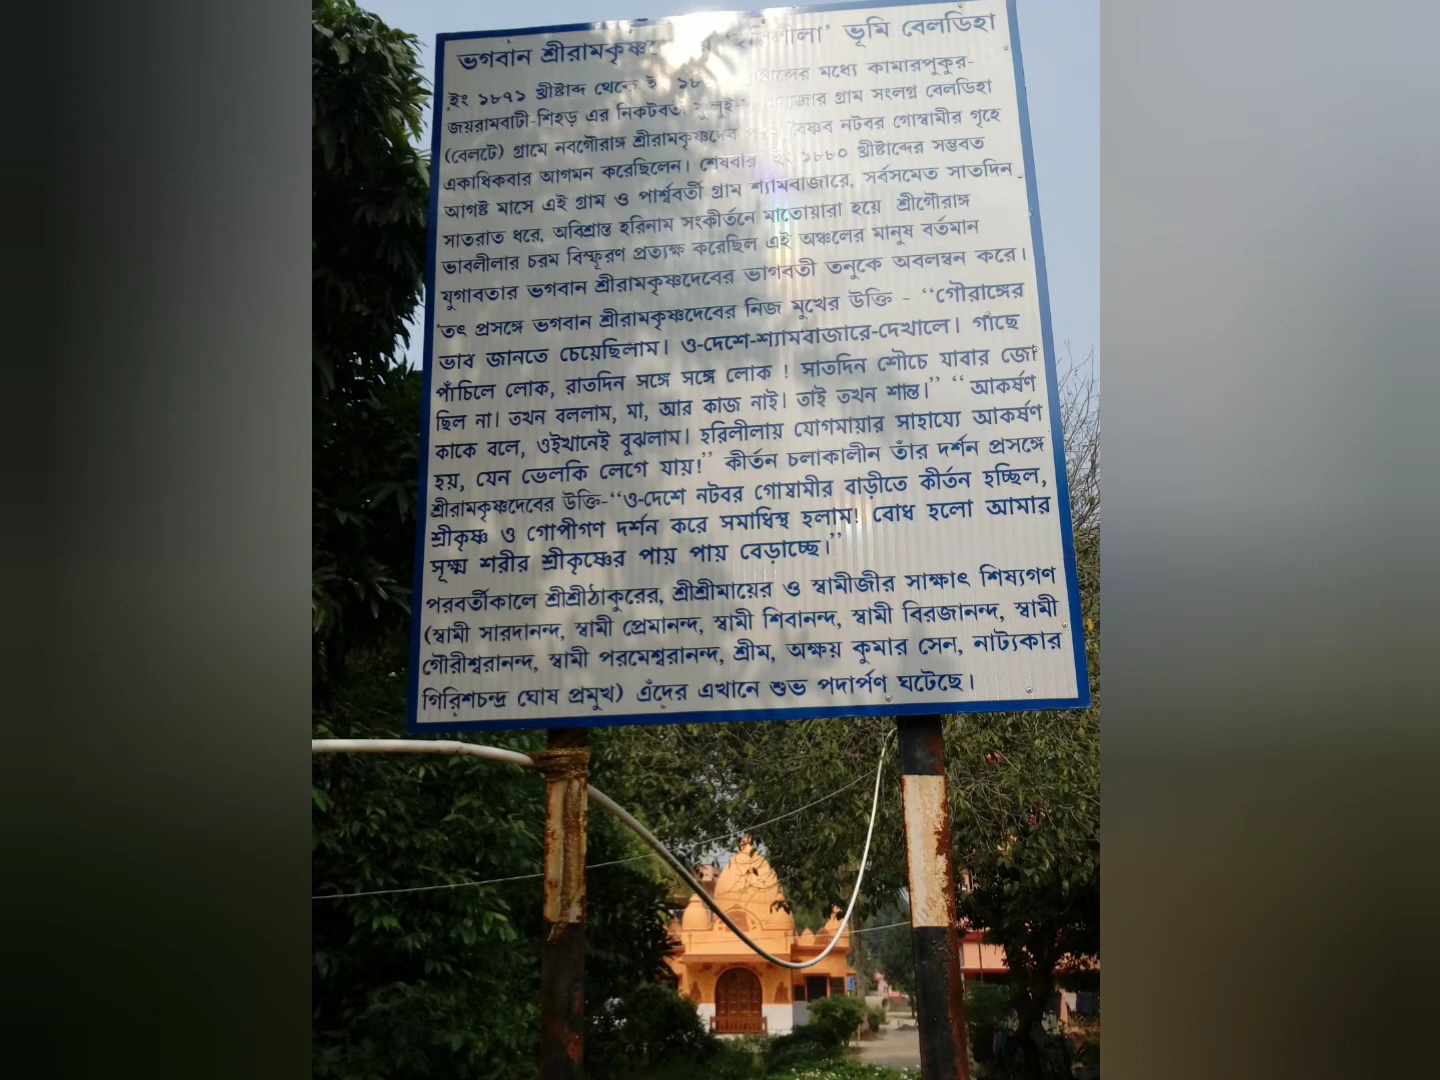 ভগবান শ্রীরামকৃষ্ণ ভূমি বেলডিহা
ইং ১৮৭১ খ্রীষ্টাব্দ থেকে মধ্যে কামারপুকুর-
জয়রামবাটী-শিহড় এর গ্রাম সংলগ্ন বেলডিহা
(বেলটে) গ্রামে নবগৌরাঙ্গ শ্রীরামকৃষ্ণদেব বৈষ্ণব নটবর গোস্বামীর গৃহে
একাধিকবার আগমন করেছিলেন। শেষবার ইং ১৮৮০ খ্রীষ্টাব্দের সম্ভবত
আগষ্ট মাসে এই গ্রাম ও পার্শ্ববর্তী গ্রাম শ্যামবাজারে, সর্বসমেত সাতদিন
সাতরাত ধরে, অবিশ্রান্ত হরিনাম সংকীর্তনে মাতোয়ারা হয়ে শ্রীগৌরাঙ্গ
ভাবলীলার চরম বিস্ফূরণ প্রত্যক্ষ করেছিল এই অঞ্চলের মানুষ বর্তমান
যুগাবতার ভগবান শ্রীরামকৃষ্ণদেবের ভাগবতী তনুকে অবলম্বন করে।
তৎ প্রসঙ্গে ভগবান শ্রীরামকৃষ্ণদেবের নিজ মুখের উক্তি - “গৌরাঙ্গের
ভাব জানতে চেয়েছিলাম। ও-দেশে-শ্যামবাজারে-দেখালে। গাছে
পাঁচিলে লোক, রাতদিন সঙ্গে সঙ্গে লোক ! সাতদিন শৌচে যাবার জো
ছিল না। তখন বললাম, মা, আর কাজ নাই। তাই তখন শান্ত।” “ আকর্ষণ
কাকে বলে, ওইখানেই বুঝলাম। হরিলীলায় যোগমায়ার সাহায্যে আকর্ষণ
হয়, যেন ভেলকি লেগে যায়!” কীর্তন চলাকালীন তাঁর দর্শন প্রসঙ্গে
শ্রীরামকৃষ্ণদেবের উক্তি-“ও-দেশে নটবর গোস্বামীর বাড়ীতে কীর্তন হচ্ছিল,
শ্রীকৃষ্ণ ও গোপীগণ দর্শন করে সমাধিস্থ হলাম! বোধ হলো আমার
সূক্ষ্ম শরীর শ্রীকৃষ্ণের পায় পায় বেড়াচ্ছে।”
পরবর্তীকালে শ্রীশ্রীঠাকুরের, শ্রীশ্রীমায়ের ও স্বামীজীর সাক্ষাৎ শিষ্যগণ
(স্বামী সারদানন্দ, স্বামী প্রেমানন্দ, স্বামী শিবানন্দ, স্বামী বিরজানন্দ, স্বামী
গৌরীশ্বরানন্দ, স্বামী পরমেশ্বরানন্দ, শ্রীম, অক্ষয় কুমার সেন, নাট্যকার
গিরিশচন্দ্র ঘোষ প্রমুখ) এঁদের এখানে শুভ পদার্পণ ঘটেছে।